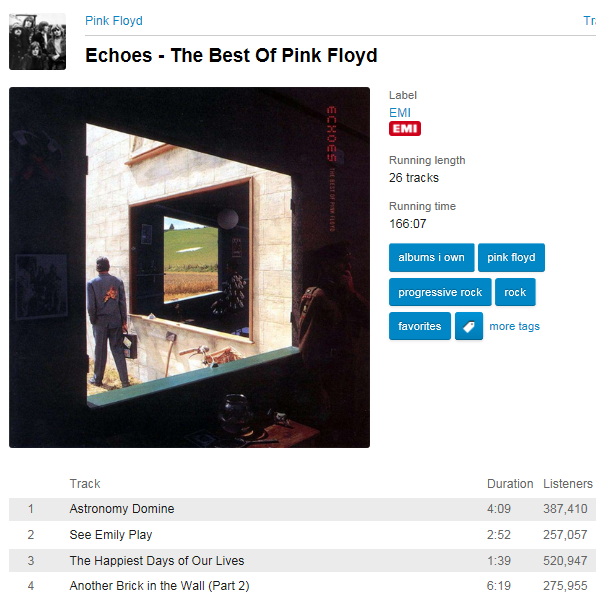 Pink Floyd
Tr
Echoes - The Best Of Pink Floyd
ECHOES THE BEST OF PINK FLOYD
Label
EMI
EMI
Running length
26 tracks
Running time
166:07
albums i own
pink floyd
progressive rock
rock
favorites
more tags
Track Duration Listeners
1 Astronomy Domine 4:09 387,410
2 See Emily Play 2:52 257,057
3 The Happiest Days of Our Lives 1:39 520,947
4 Another Brick in the Wall (Part 2) 6:19 275,955